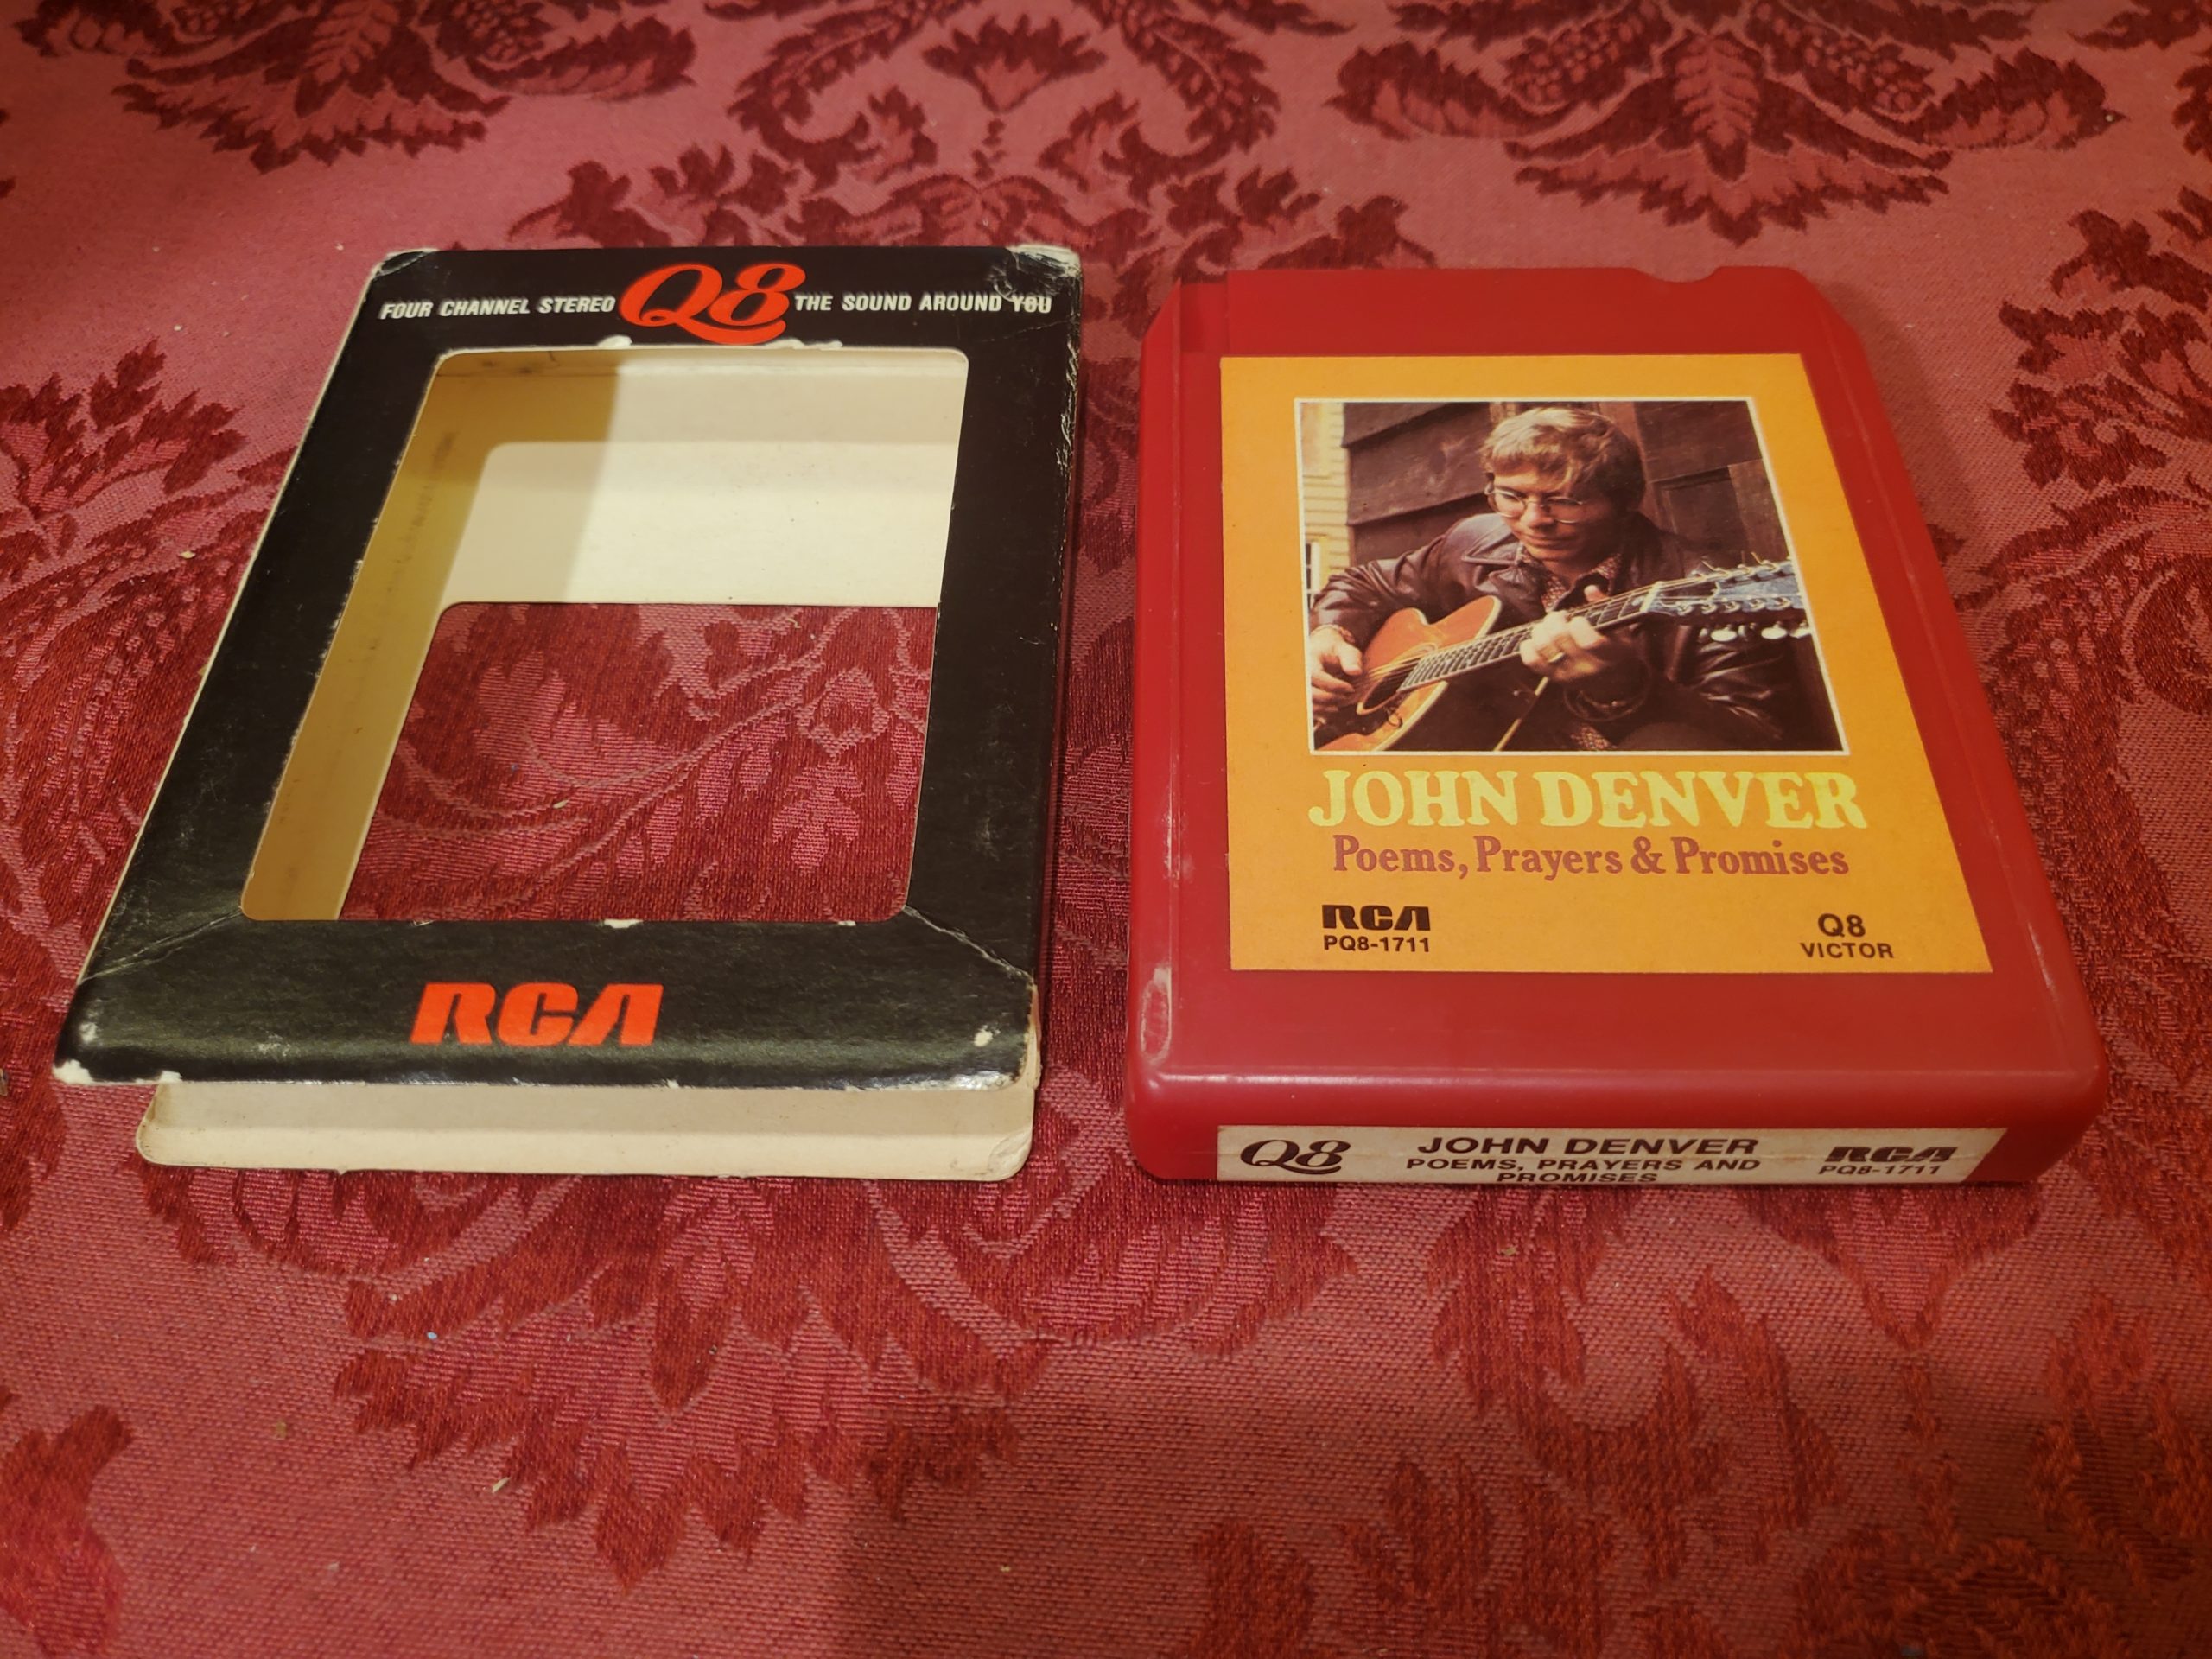 FOUR CHANNEL STEREO Q8 THE SOUND AROUND YOU
RCA
JOHN DENVER
Poems, Prayers & Promises
RCA
PQ8-1711
Q8
VICTOR
Q8
JOHN DENVER
POEMS, PRAYERS AND
PROMISES
RCA
PQ8-1711